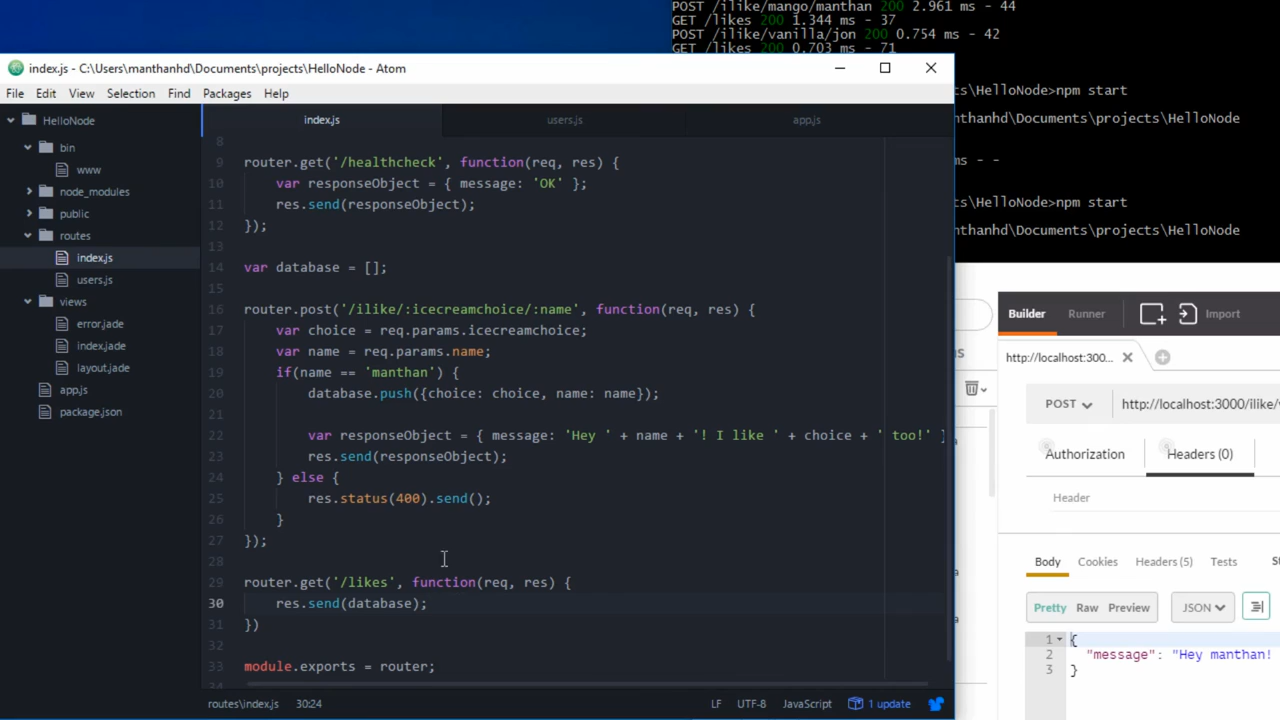 POST /ilike/mango/manthan 200 2.961 ms - 44
GET /likes 200 1.344 ms - 37
POST /ilike/vanilla/jon 200 0.754 ms - 42
GET /likes 200 0.703 ms - 71
ts\HelloNode>npm start
anthanhd\Documents\projects\HelloNode
ms - -
ts\HelloNode>npm start
anthanhd\Documents\projects\HelloNode
index.js - C:\Users\manthanhd\Documents\projects\HelloNode - Atom
File Edit View Selection Find Packages Help
HelloNode
bin
www
node_modules
public
routes
index.js
users.js
views
error.jade
index.jade
layout.jade
app.js
package.json
index.js users.js app.js
8
9 router.get('/healthcheck', function(req, res) {
10 var responseObject = { message: 'OK' };
11 res.send(responseObject);
12 });
13
14 var database = [];
15
16 router.post('/ilike/:icecreamchoice/:name', function(req, res) {
17 var choice = req.params.icecreamchoice;
18 var name = req.params.name;
19 if(name == 'manthan') {
20 database.push({choice: choice, name: name});
21
22 var responseObject = { message: 'Hey ' + name + '! I like ' + choice + ' too!' }
23 res.send(responseObject);
24 } else {
25 res.status(400).send();
26 }
27 });
28
29 router.get('/likes', function(req, res) {
30 res.send(database);
31 })
32
33 module.exports = router;
34
routes\index.js 30:24 LF UTF-8 JavaScript 1 update
Builder Runner Import
http://localhost:300...
POST http://localhost:3000/ilike/
Authorization Headers (0)
Header
Body Cookies Headers (5) Tests
Pretty Raw Preview JSON
1 {
2 "message": "Hey manthan!
3 }